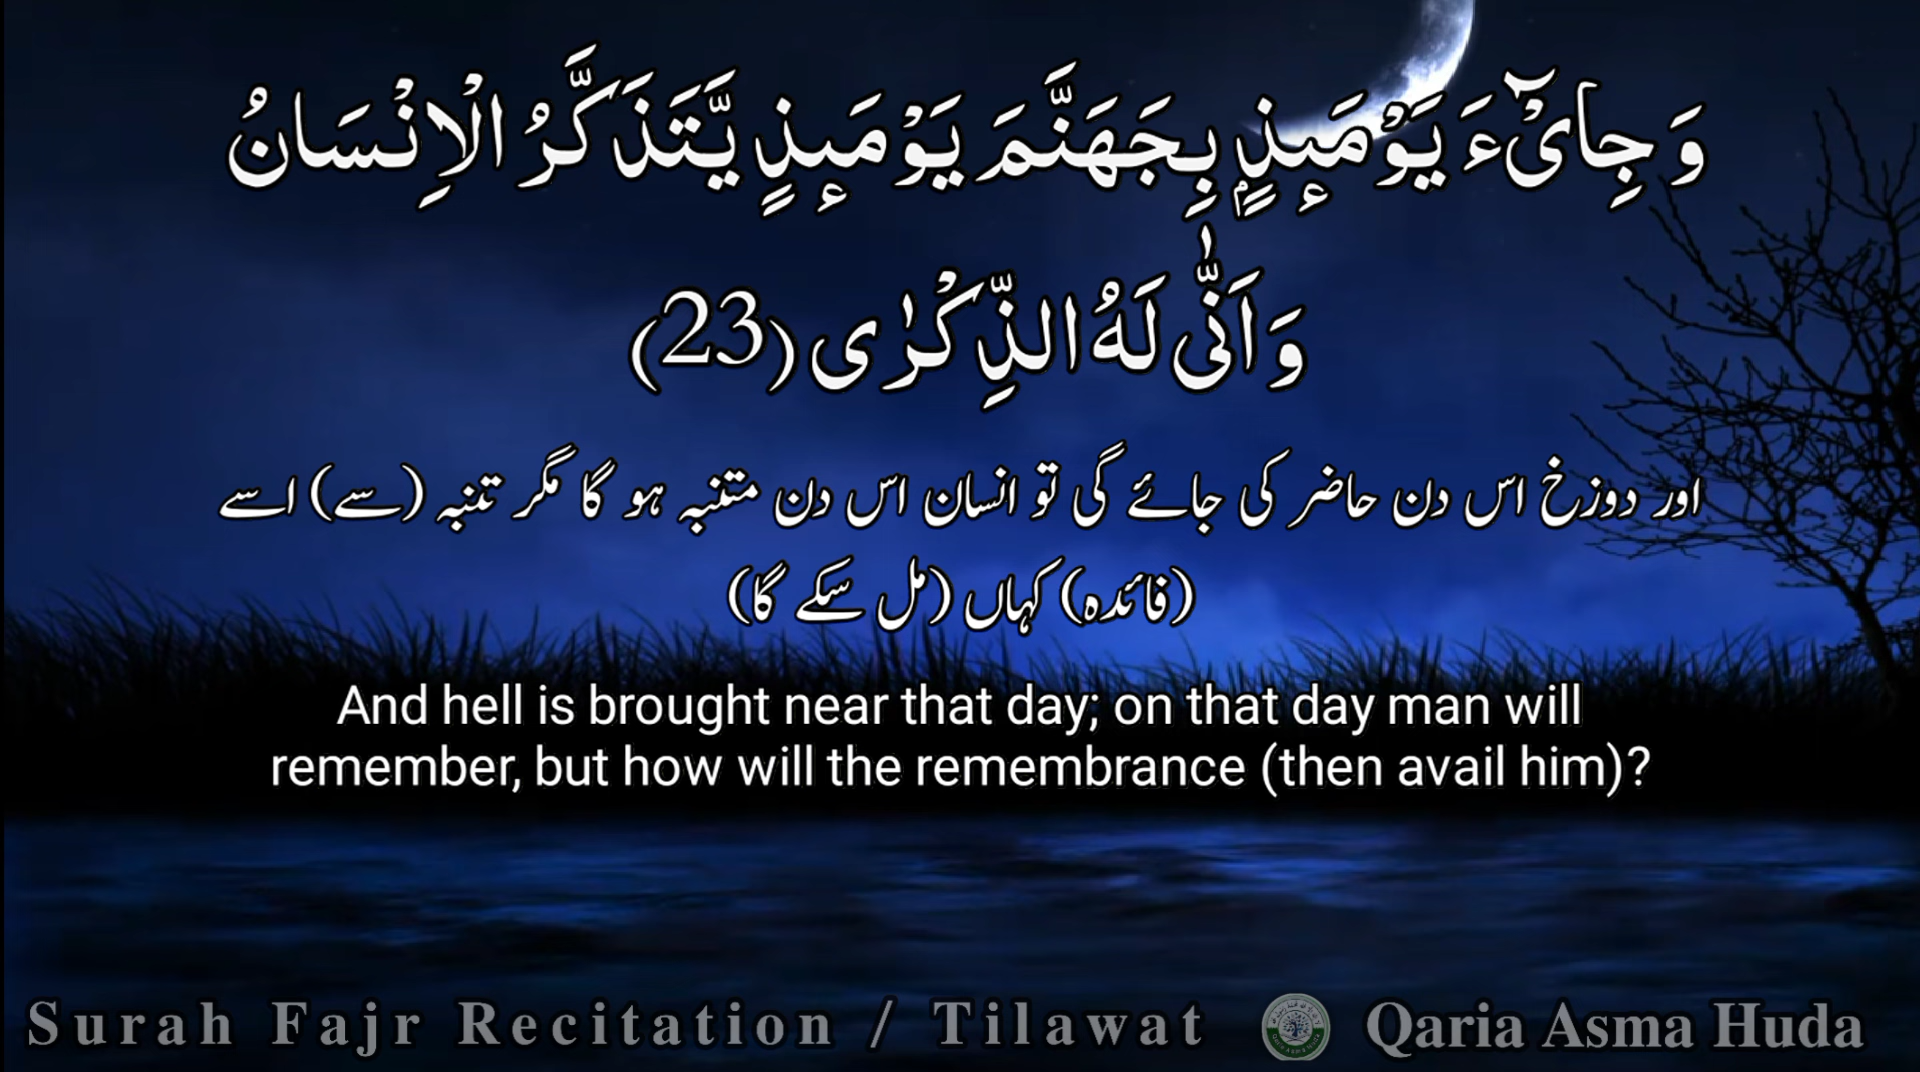 وَ جِایْٓءَ یَوْمَىٕذٍۭ بِجَهَنَّمَ یَوْمَىٕذٍ یَّتَذَكَّرُ الْاِنْسَانُ
وَ اَنّٰى لَهُ الذِّكْرٰى(23)
اور دوزخ اس دن حاضر کی جائے گی تو انسان اس دن متنبہ ہو گا مگر تنبہ (سے) اسے
(فائدہ) کہاں (مل سکے گا)
And hell is brought near that day; on that day man will
remember, but how will the remembrance (then avail him)?
Surah Fajr Recitation / Tilawat Qaria Asma Huda